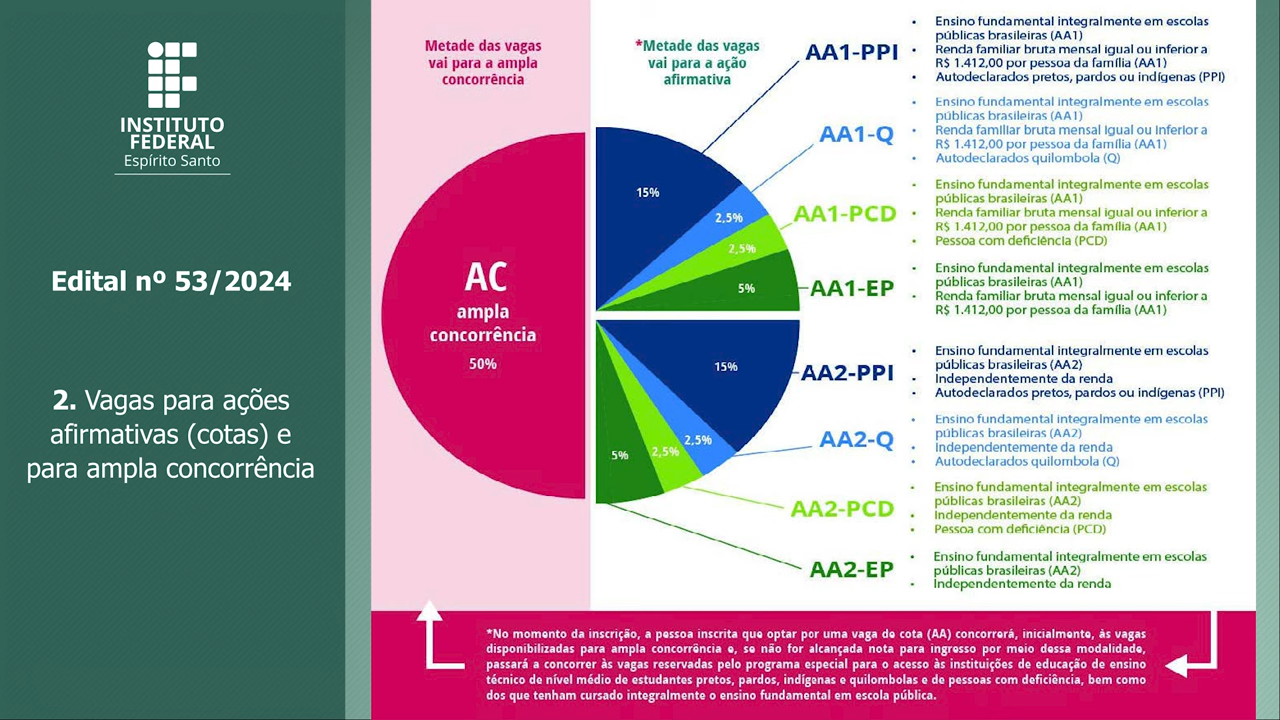 INSTITUTO
FEDERAL
Espírito Santo
Edital nº 53/2024
2. Vagas para ações
afirmativas (cotas) e
para ampla concorrência
Metade das vagas
vai para a ampla
concorrência
*Metade das vagas
vai para a ação
afirmativa
AC
ampla
concorrência
50%
15%
2,5%
2,5%
5%
15%
2,5%
2,5%
5%
AA1-PPI
• Ensino fundamental integralmente em escolas
públicas brasileiras (AA1)
• Renda familiar bruta mensal igual ou inferior a
R$ 1.412,00 por pessoa da família (AA1)
• Autodeclarados pretos, pardos ou indígenas (PPI)
AA1-Q
• Ensino fundamental integralmente em escolas
públicas brasileiras (AA1)
• Renda familiar bruta mensal igual ou inferior a
R$ 1.412,00 por pessoa da família (AA1)
• Autodeclarados quilombola (Q)
AA1-PCD
• Ensino fundamental integralmente em escolas
públicas brasileiras (AA1)
• Renda familiar bruta mensal igual ou inferior a
R$ 1.412,00 por pessoa da família (AA1)
• Pessoa com deficiência (PCD)
AA1-EP
• Ensino fundamental integralmente em escolas
públicas brasileiras (AA1)
• Renda familiar bruta mensal igual ou inferior a
R$ 1.412,00 por pessoa da família (AA1)
AA2-PPI
• Ensino fundamental integralmente em escolas
públicas brasileiras (AA2)
• Independentemente da renda
• Autodeclarados pretos, pardos ou indígenas (PPI)
AA2-Q
• Ensino fundamental integralmente em escolas
públicas brasileiras (AA2)
• Independentemente da renda
• Autodeclarados quilombola (Q)
AA2-PCD
• Ensino fundamental integralmente em escolas
públicas brasileiras (AA2)
• Independentemente da renda
• Pessoa com deficiência (PCD)
AA2-EP
• Ensino fundamental integralmente em escolas
públicas brasileiras (AA2)
• Independentemente da renda
*No momento da inscrição, a pessoa inscrita que optar por uma vaga de cota (AA) concorrerá, inicialmente, às vagas
disponibilizadas para ampla concorrência e, se não for alcançada nota para ingresso por meio dessa modalidade,
passará a concorrer às vagas reservadas pelo programa especial para o acesso às instituições de educação de ensino
técnico de nível médio de estudantes pretos, pardos, indígenas e quilombolas e de pessoas com deficiência, bem como
dos que tenham cursado integralmente o ensino fundamental em escola pública.